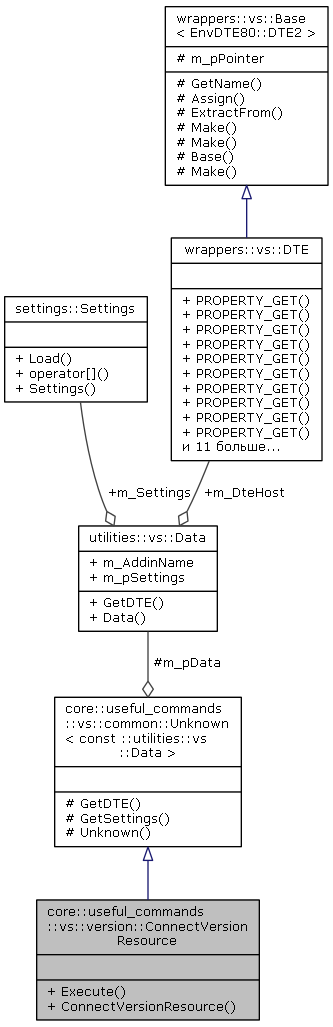 wrappers::vs::Base
< EnvDTE80::DTE2 >
# m_pPointer
# GetName()
# Assign()
# ExtractFrom()
# Make()
# Make()
# Base()
# Make()
wrappers::vs::DTE
+ PROPERTY_GET()
+ PROPERTY_GET()
+ PROPERTY_GET()
+ PROPERTY_GET()
+ PROPERTY_GET()
+ PROPERTY_GET()
+ PROPERTY_GET()
+ PROPERTY_GET()
+ PROPERTY_GET()
+ PROPERTY_GET()
и 11 больше...
settings::Settings
+ Load()
+ operator[]()
+ Settings()
+m_Settings
+m_DteHost
utilities::vs::Data
+ m_AddinName
+ m_pSettings
+ GetDTE()
+ Data()
#m_pData
core::useful_commands
::vs::common::Unknown
< const ::utilities::vs
::Data >
# GetDTE()
# GetSettings()
# Unknown()
core::useful_commands
::vs::version::ConnectVersion
Resource
+ Execute()
+ ConnectVersionResource()